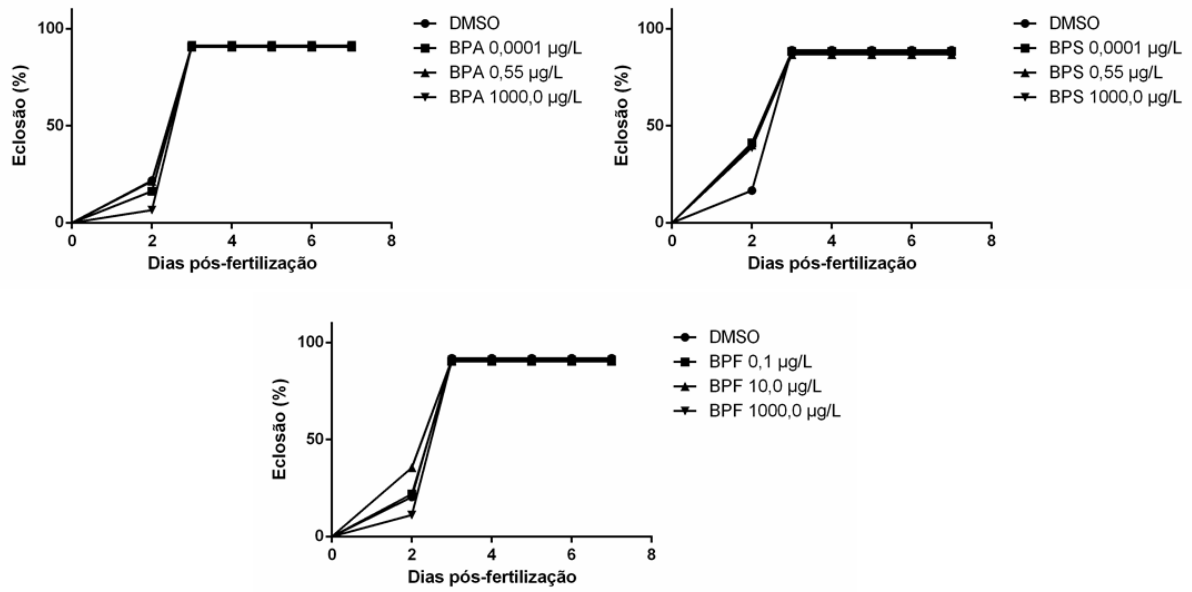 Eclosão (%)
100
50
0
0 2 4 6 8
Dias pós-fertilização
DMSO
BPA 0,0001 µg/L
BPA 0,55 µg/L
BPA 1000,0 µg/L
Eclosão (%)
100
50
0
0 2 4 6 8
Dias pós-fertilização
DMSO
BPS 0,0001 µg/L
BPS 0,55 µg/L
BPS 1000,0 µg/L
Eclosão (%)
100
50
0
0 2 4 6 8
Dias pós-fertilização
DMSO
BPF 0,1 µg/L
BPF 10,0 µg/L
BPF 1000,0 µg/L